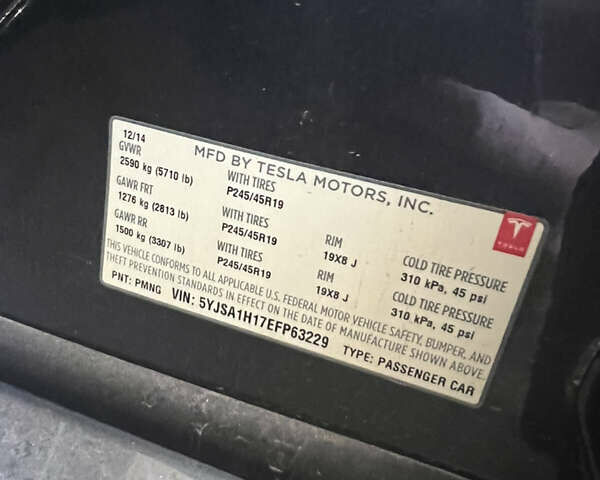 12/14
MFD BY TESLA MOTORS, INC.
GVWR
2590 kg (5710 lb) WITH TIRES
P245/45R19
GAWR FRT
1276 kg (2813 lb) WITH TIRES RIM COLD TIRE PRESSURE
P245/45R19 19X8 J 310 kPa, 45 psi
GAWR RR
1500 kg (3307 lb) WITH TIRES RIM COLD TIRE PRESSURE
P245/45R19 19X8 J 310 kPa, 45 psi
THIS VEHICLE CONFORMS TO ALL APPLICABLE U.S. FEDERAL MOTOR VEHICLE SAFETY, BUMPER, AND
THEFT PREVENTION STANDARDS IN EFFECT ON THE DATE OF MANUFACTURE SHOWN ABOVE.
PNT: PMNG VIN: 5YJSA1H17EFP63229 TYPE: PASSENGER CAR
TESLA